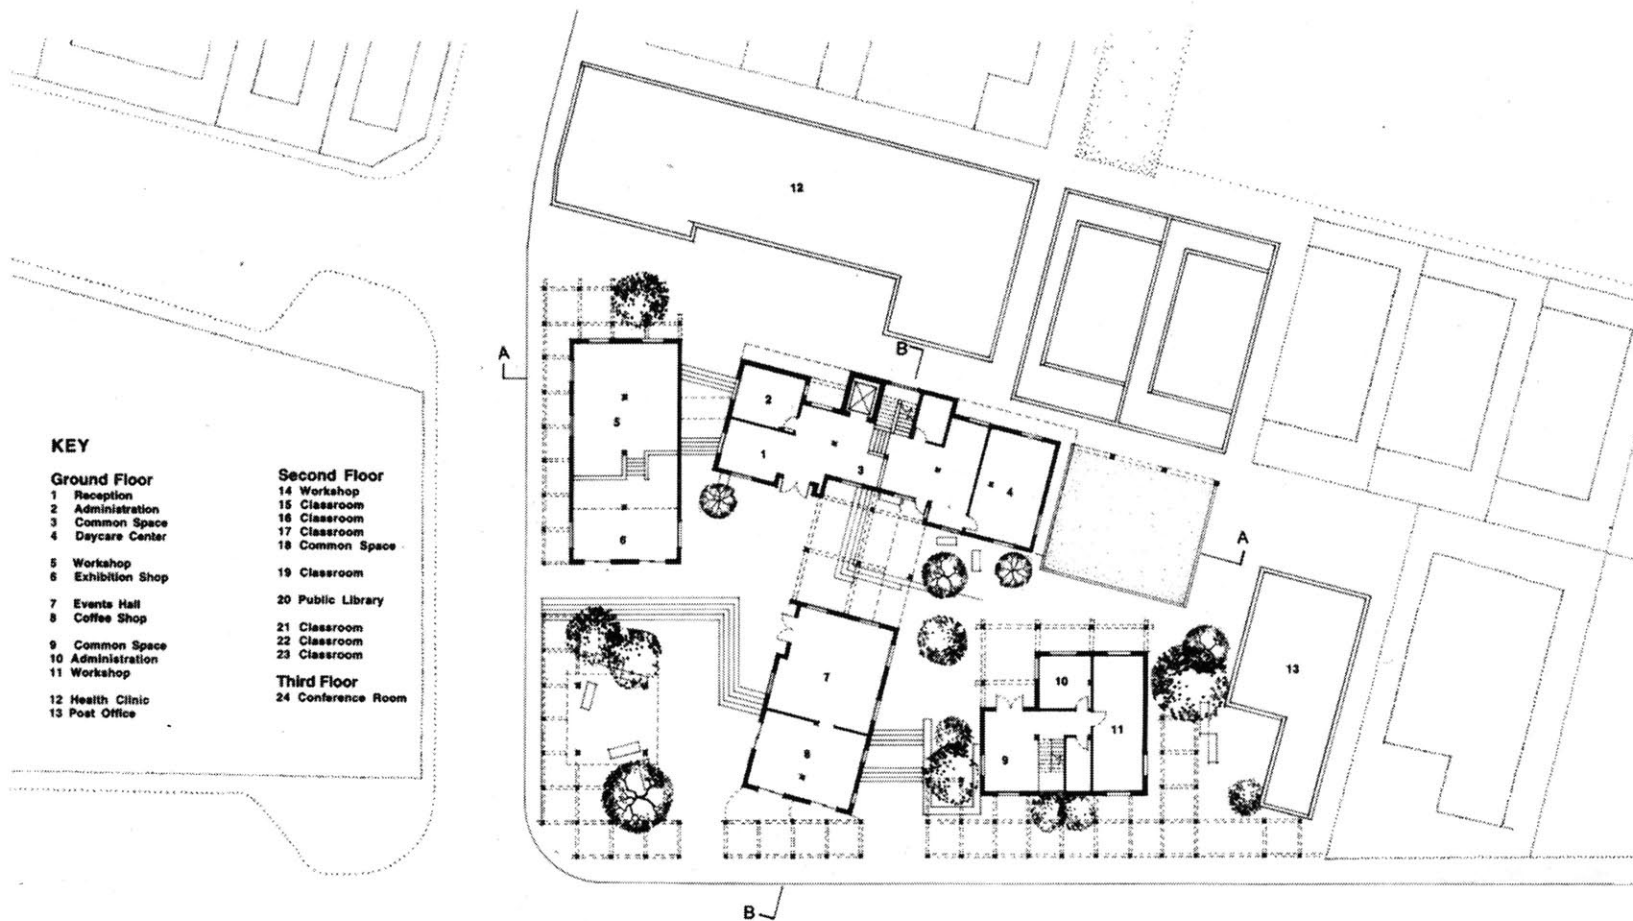 12
A
B
2
5
1
3
4
6
A
7
8
10
9
11
13
B
KEY
Ground Floor
1 Reception
2 Administration
3 Common Space
4 Daycare Center
5 Workshop
6 Exhibition Shop
7 Events Hall
8 Coffee Shop
9 Common Space
10 Administration
11 Workshop
12 Health Clinic
13 Post Office
Second Floor
14 Workshop
15 Classroom
16 Classroom
17 Classroom
18 Common Space
19 Classroom
20 Public Library
21 Classroom
22 Classroom
23 Classroom
Third Floor
24 Conference Room